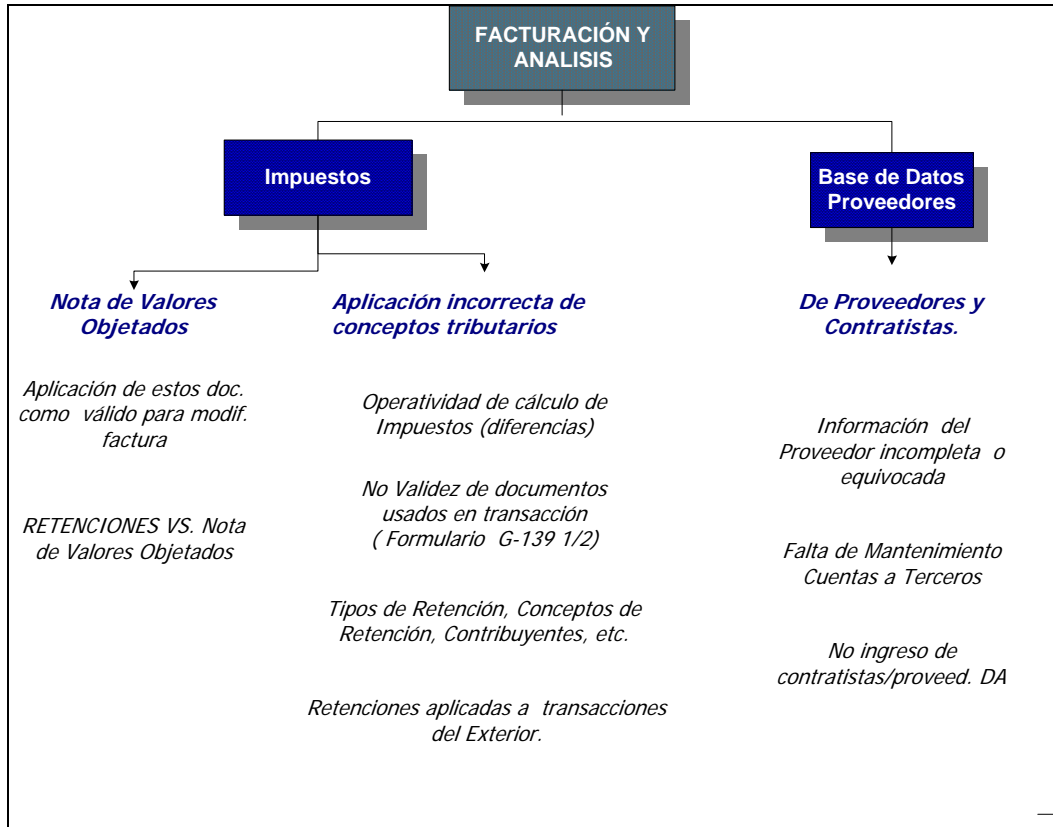 FACTURACIÓN Y
ANALISIS
Impuestos
Base de Datos
Proveedores
Nota de Valores
Objetados
Aplicación de estos doc.
como válido para modif.
factura
RETENCIONES VS. Nota
de Valores Objetados
Aplicación incorrecta de
conceptos tributarios
Operatividad de cálculo de
Impuestos (diferencias)
No Validez de documentos
usados en transacción
( Formulario G-139 1/2)
Tipos de Retención, Conceptos de
Retención, Contribuyentes, etc.
Retenciones aplicadas a transacciones
del Exterior.
De Proveedores y
Contratistas.
Información del
Proveedor incompleta o
equivocada
Falta de Mantenimiento
Cuentas a Terceros
No ingreso de
contratistas/proveed. DA